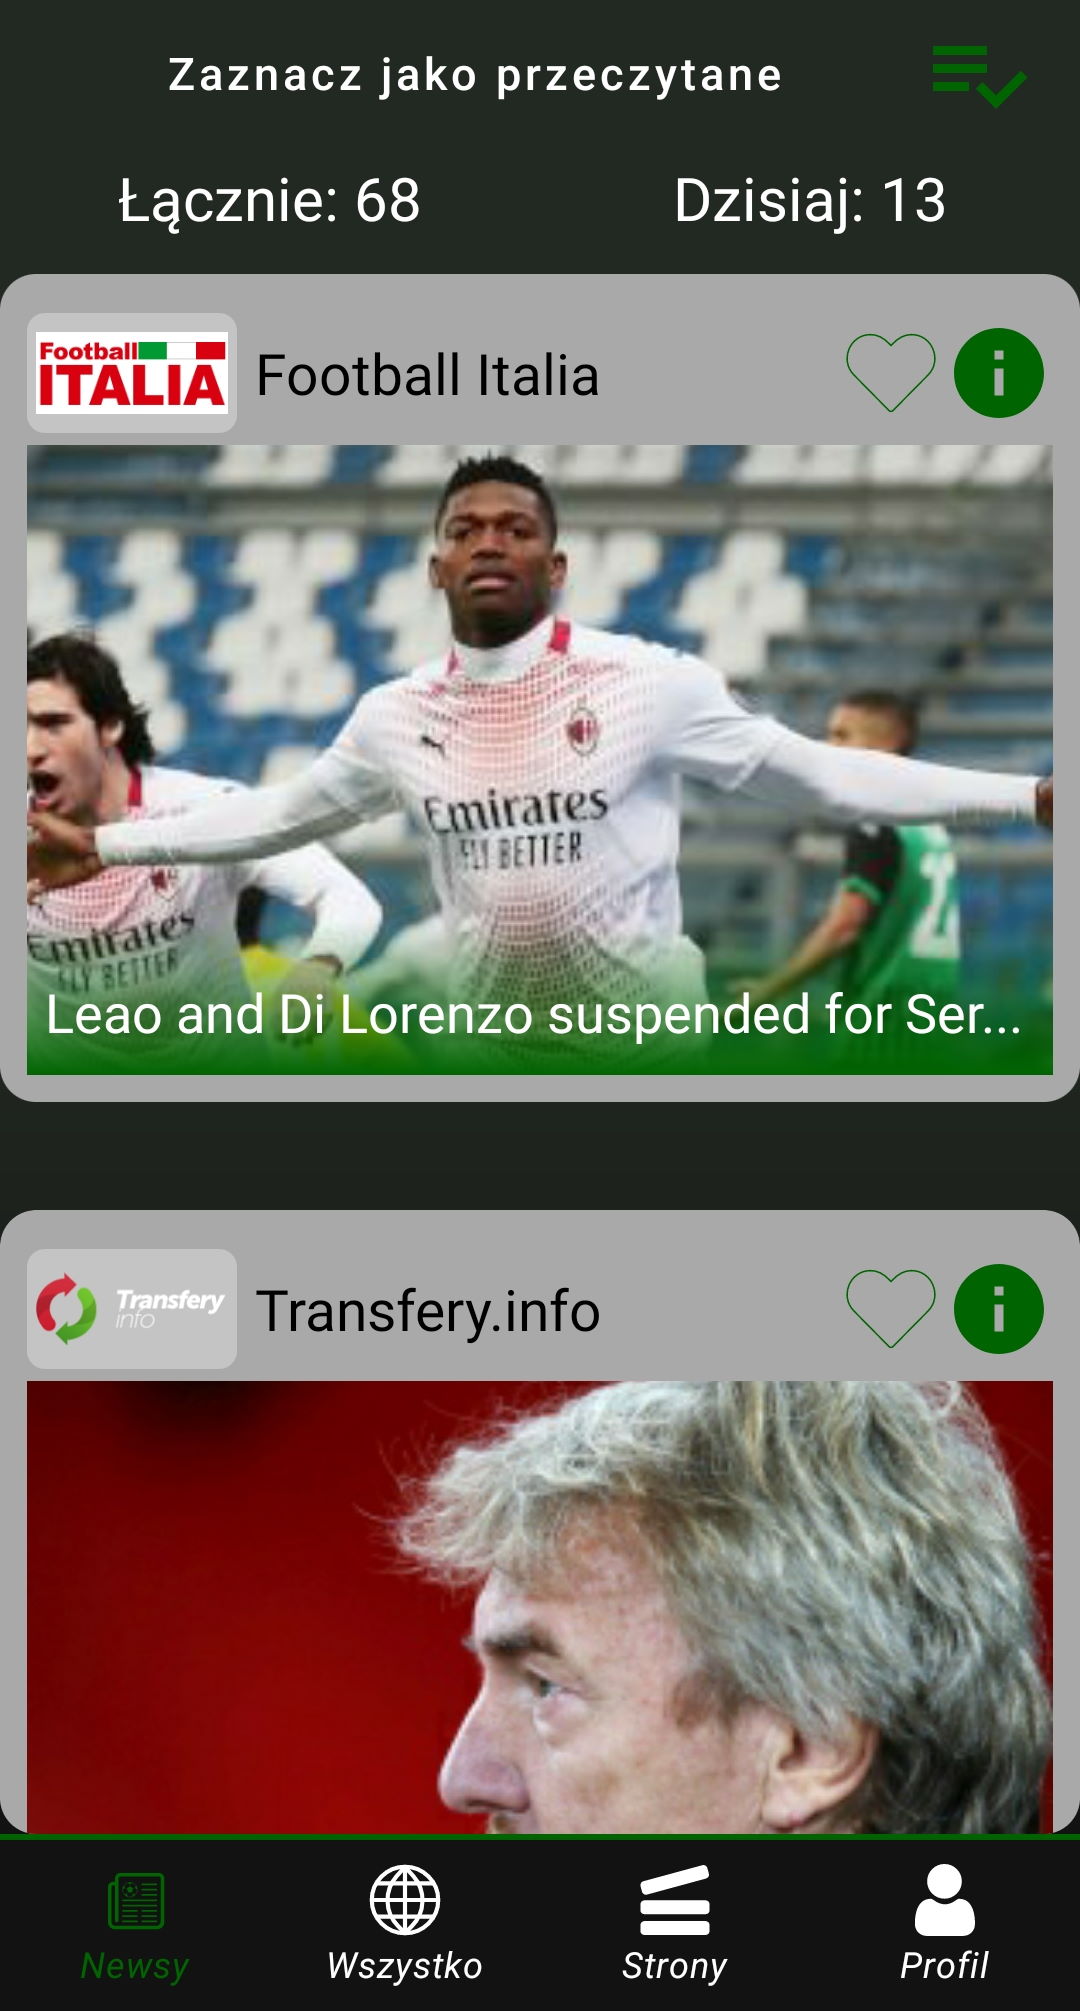 Zaznacz jako przeczytane
Łącznie: 68
Dzisiaj: 13
Football
ITALIA
Football Italia
Emirates
FLY BETTER
Emirates
FLY BETTER
Leao and Di Lorenzo suspended for Ser...
Transfery
info
Transfery.info
Newsy
Wszystko
Strony
Profil